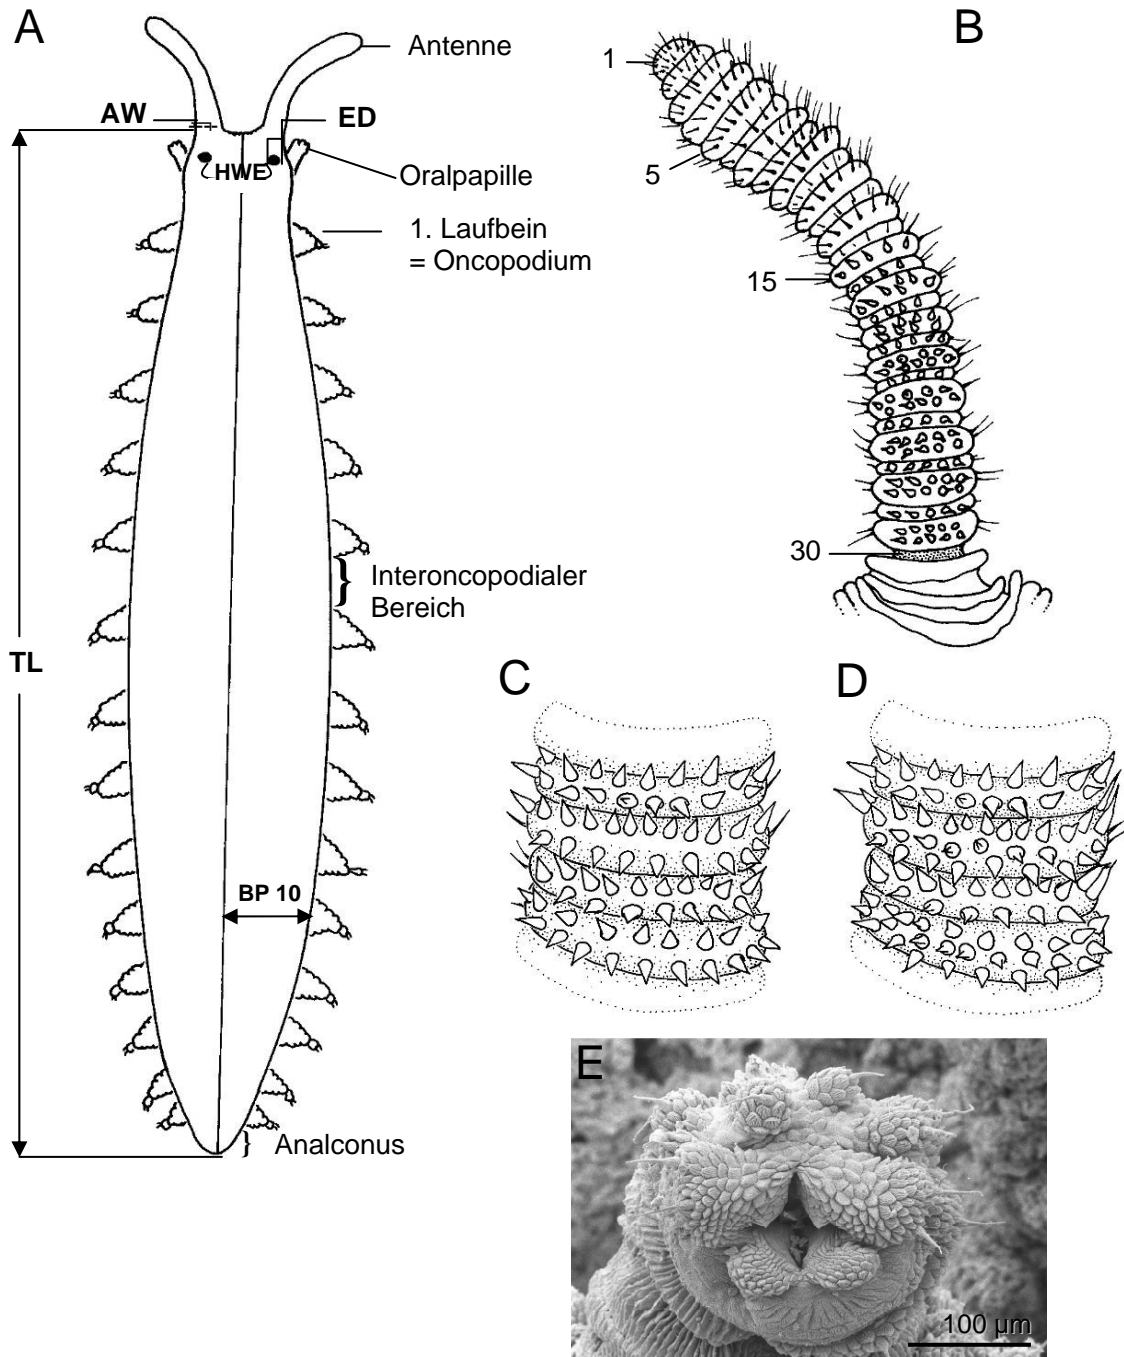 A
Antenne
AW
ED
HWE
Oralpapille
1. Laufbein
= Oncopodium
Interoncopodialer
Bereich
TL
BP 10
Analconus
B
1
5
15
30
C
D
E
100 µm